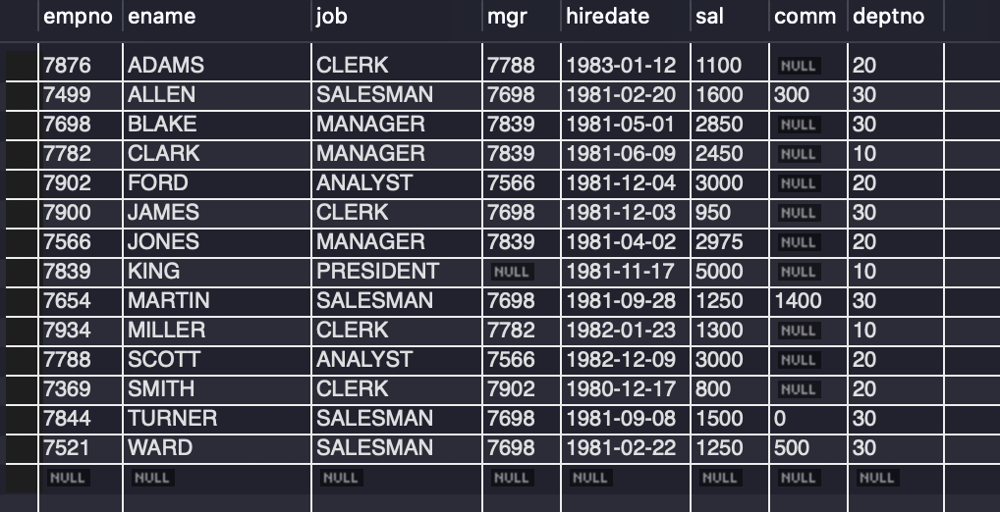 empno ename job mgr hiredate sal comm deptno
7876 ADAMS CLERK 7788 1983-01-12 1100 NULL 20
7499 ALLEN SALESMAN 7698 1981-02-20 1600 300 30
7698 BLAKE MANAGER 7839 1981-05-01 2850 NULL 30
7782 CLARK MANAGER 7839 1981-06-09 2450 NULL 10
7902 FORD ANALYST 7566 1981-12-04 3000 NULL 20
7900 JAMES CLERK 7698 1981-12-03 950 NULL 30
7566 JONES MANAGER 7839 1981-04-02 2975 NULL 20
7839 KING PRESIDENT NULL 1981-11-17 5000 NULL 10
7654 MARTIN SALESMAN 7698 1981-09-28 1250 1400 30
7934 MILLER CLERK 7782 1982-01-23 1300 NULL 10
7788 SCOTT ANALYST 7566 1982-12-09 3000 NULL 20
7369 SMITH CLERK 7902 1980-12-17 800 NULL 20
7844 TURNER SALESMAN 7698 1981-09-08 1500 0 30
7521 WARD SALESMAN 7698 1981-02-22 1250 500 30
NULL NULL NULL NULL NULL NULL NULL NULL